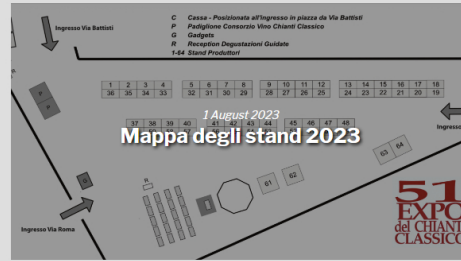 Ingresso Via Battisti
C Cassa - Posizionata all'ingresso in piazza da Via Battisti
P Padiglione Consorzio Vino Chianti Classico
G Gadgets
R Reception Degustazioni Guidate
1-64 Stand Produttori
1 2 3 4 5 6 7 8 9 10 11 12 13 14 15 16 17 18
36 35 34 33 32 31 30 29 28 27 26 25 24 23 22 21 20 19
P
P
1 August 2023
37 38 39 40 41 42 43 44 45 46 47 48
Mappa degli stand 2023
Ingresso
63 64
61 62
G
R
Ingresso Via Roma
51
EXPO
del CHIANTI
CLASSICO